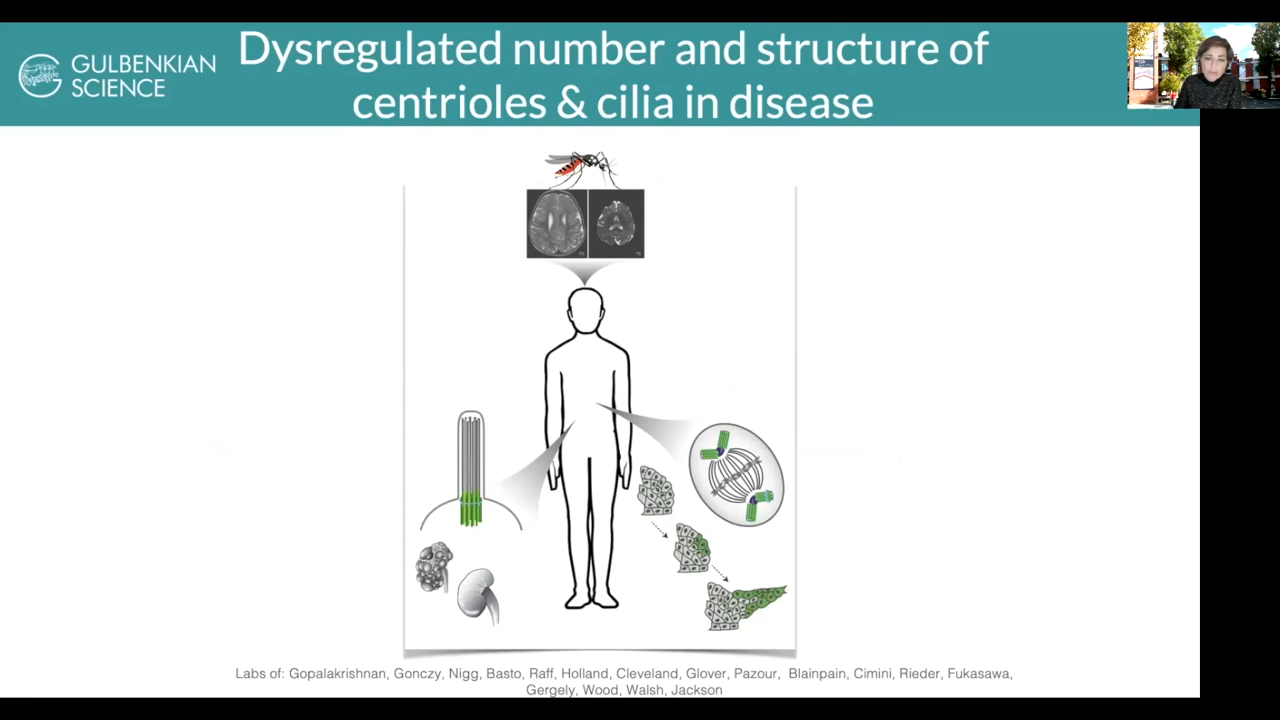 GULBENKIAN
SCIENCE
Dysregulated number and structure of
centrioles & cilia in disease
Labs of: Gopalakrishnan, Gonczy, Nigg, Basto, Raff, Holland, Cleveland, Glover, Pazour, Blainpain, Cimini, Rieder, Fukasawa,
Gergely, Wood, Walsh, Jackson